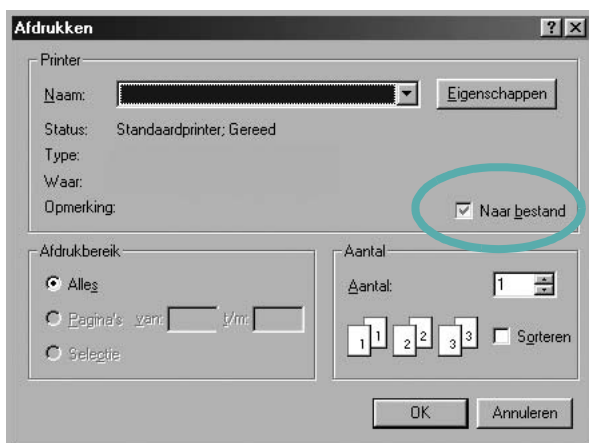 Afdrukken
Printer
Naam:
Eigenschappen
Status: Standaardprinter; Gereed
Type:
Waar:
Opmerking:
Naar bestand
Afdrukbereik
Alles
Pagina's van: t/m:
Selectie
Aantal
Aantal: 1
1 1 2 2 3 3
Sorteren
OK
Annuleren